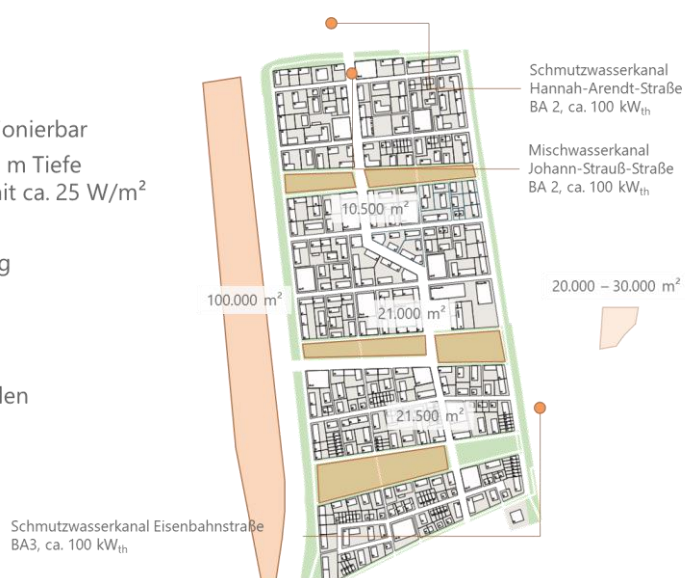 onierbar
m Tiefe
nit ca. 25 W/m²
g
len
Schmutzwasserkanal
Hannah-Arendt-Straße
BA 2, ca. 100 kWth
Mischwasserkanal
Johann-Strauß-Straße
BA 2, ca. 100 kWth
10.500 m²
100.000 m²
21.000 m²
20.000 – 30.000 m²
21.500 m²
Schmutzwasserkanal Eisenbahnstraße
BA3, ca. 100 kWth